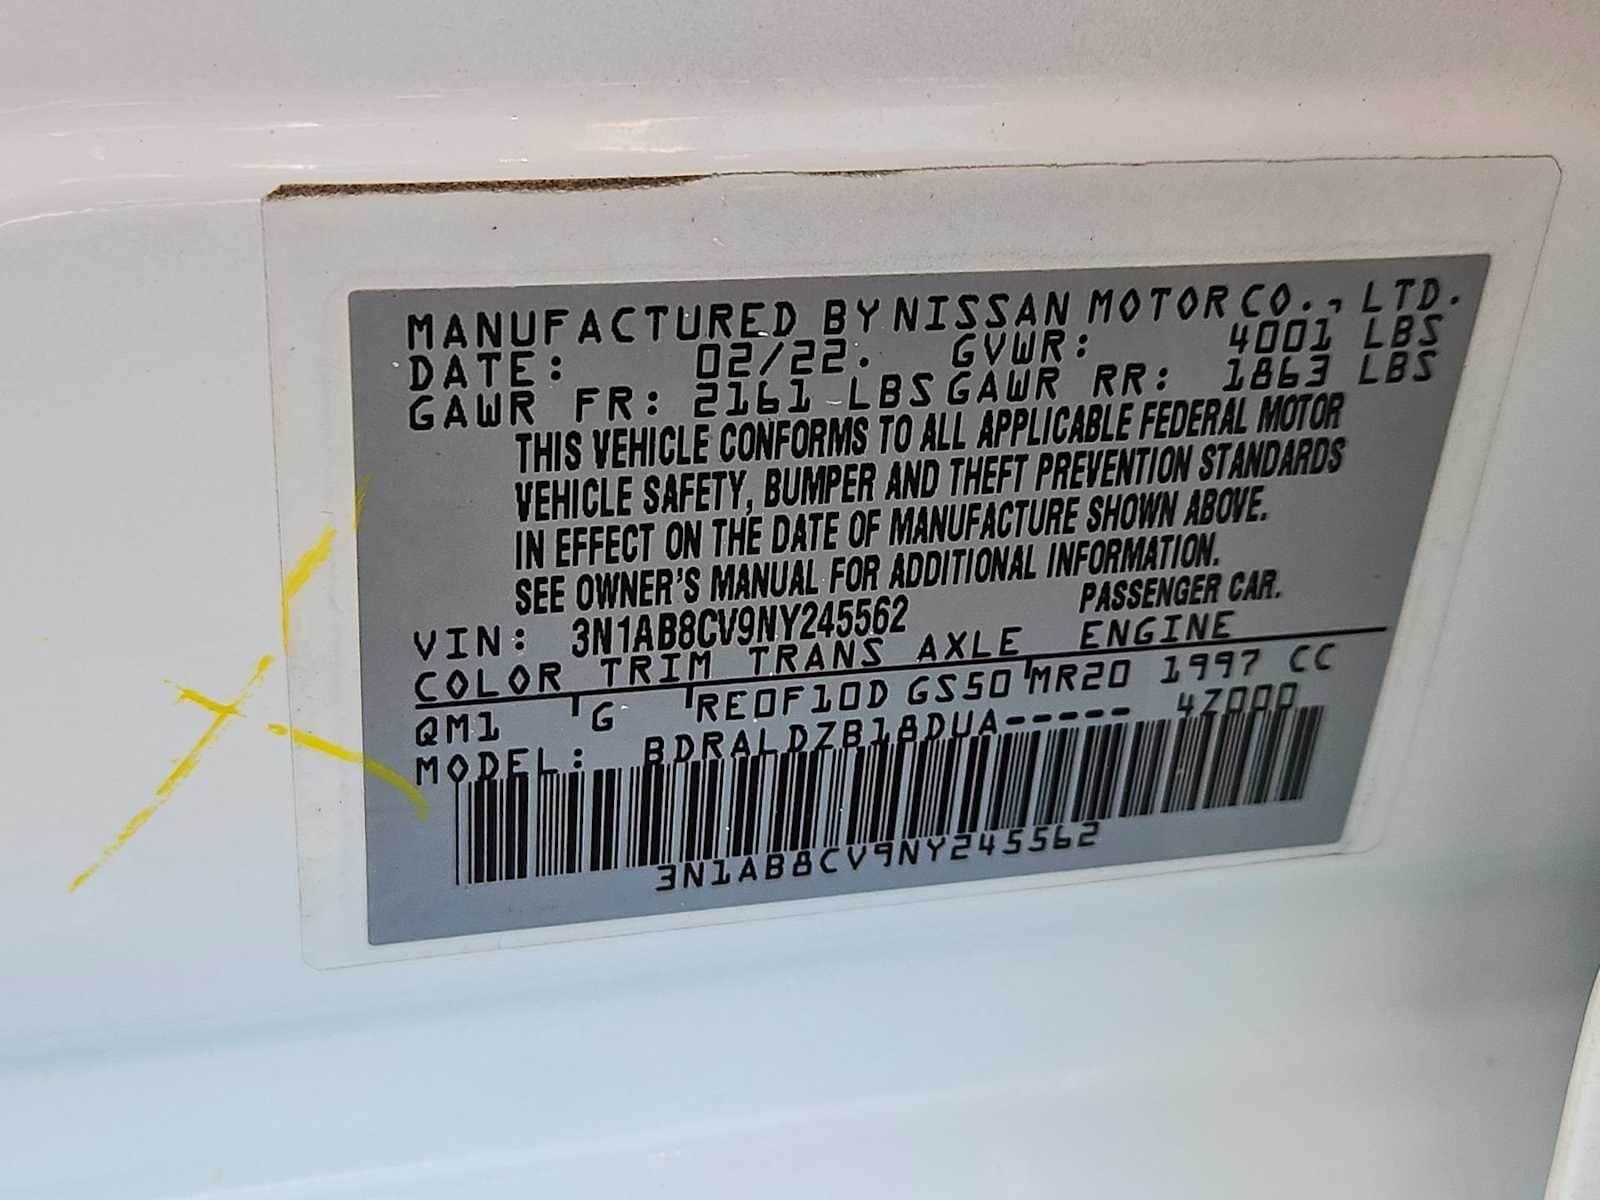 MANUFACTURED BY NISSAN MOTOR CO., LTD.
DATE: 02/22. GVWR: 4001 LBS
GAWR FR: 2161 LBS GAWR RR: 1863 LBS
THIS VEHICLE CONFORMS TO ALL APPLICABLE FEDERAL MOTOR
VEHICLE SAFETY, BUMPER AND THEFT PREVENTION STANDARDS
IN EFFECT ON THE DATE OF MANUFACTURE SHOWN ABOVE.
SEE OWNER'S MANUAL FOR ADDITIONAL INFORMATION.
VIN: 3N1AB8CV9NY245562 PASSENGER CAR.
COLOR TRIM TRANS AXLE ENGINE
QM1 G RE0F10D GS50 MR20 1997 CC
MODEL: BDRALDZB18DUA----- 4Z000
3N1AB8CV9NY245562